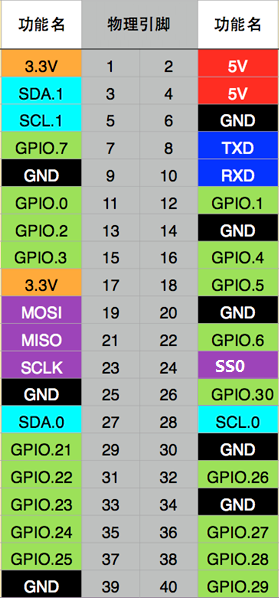 功能名 物理引脚 功能名
3.3V 1 2 5V
SDA.1 3 4 5V
SCL.1 5 6 GND
GPIO.7 7 8 TXD
GND 9 10 RXD
GPIO.0 11 12 GPIO.1
GPIO.2 13 14 GND
GPIO.3 15 16 GPIO.4
3.3V 17 18 GPIO.5
MOSI 19 20 GND
MISO 21 22 GPIO.6
SCLK 23 24 SS0
GND 25 26 GPIO.30
SDA.0 27 28 SCL.0
GPIO.21 29 30 GND
GPIO.22 31 32 GPIO.26
GPIO.23 33 34 GND
GPIO.24 35 36 GPIO.27
GPIO.25 37 38 GPIO.28
GND 39 40 GPIO.29